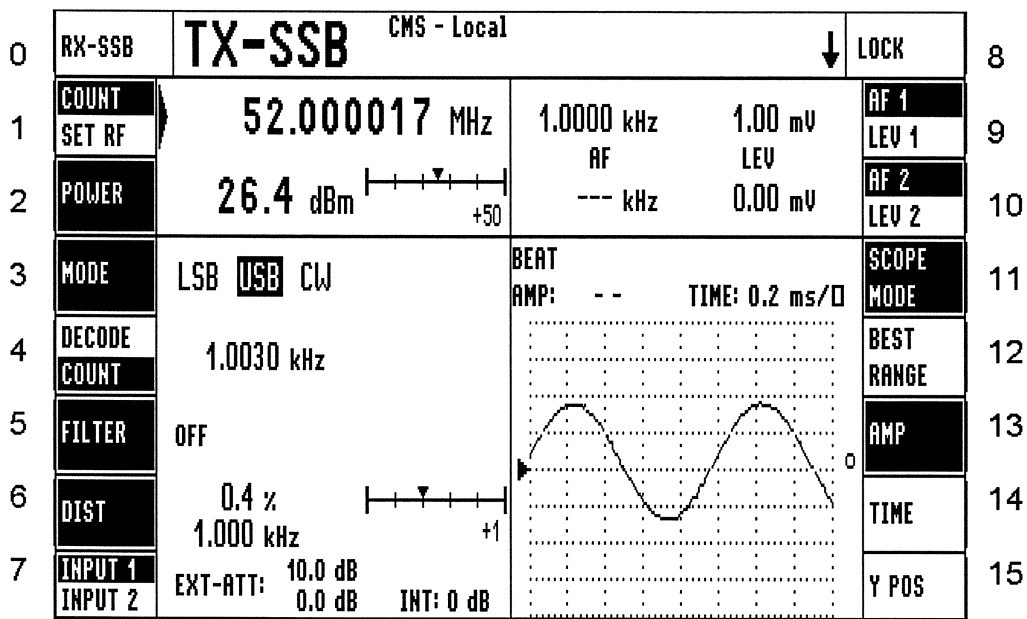 0 RX-SSB TX-SSB CMS - Local LOCK 8
1 COUNT 52.000017 MHz 1.0000 kHz 1.00 mV AF 1 9
SET RF LEV 1
AF LEV
2 POWER 26.4 dBm +50 --- kHz 0.00 mV AF 2 10
LEV 2
3 MODE LSB USB CW BEAT SCOPE 11
AMP: - - TIME: 0.2 ms/□ MODE
4 DECODE 1.0030 kHz BEST 12
COUNT RANGE
5 FILTER OFF AMP 13
0
6 DIST 0.4 % +1 TIME 14
1.000 kHz
7 INPUT 1 EXT-ATT: 10.0 dB Y POS 15
INPUT 2 0.0 dB INT: 0 dB